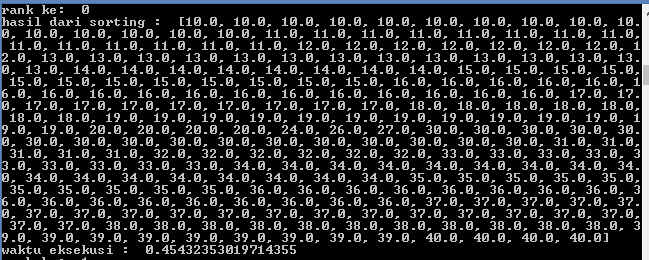 rank ke:  0
hasil dari sorting :  [10.0, 10.0, 10.0, 10.0, 10.0, 10.0, 10.0, 10.0, 10.0, 10.
0, 10.0, 10.0, 10.0, 10.0, 10.0, 11.0, 11.0, 11.0, 11.0, 11.0, 11.0, 11.0, 11.0,
 11.0, 11.0, 11.0, 11.0, 11.0, 11.0, 12.0, 12.0, 12.0, 12.0, 12.0, 12.0, 12.0, 1
2.0, 13.0, 13.0, 13.0, 13.0, 13.0, 13.0, 13.0, 13.0, 13.0, 13.0, 13.0, 13.0, 13.
0, 13.0, 14.0, 14.0, 14.0, 14.0, 14.0, 14.0, 14.0, 14.0, 15.0, 15.0, 15.0, 15.0,
 15.0, 15.0, 15.0, 15.0, 15.0, 15.0, 15.0, 15.0, 16.0, 16.0, 16.0, 16.0, 16.0, 1
6.0, 16.0, 16.0, 16.0, 16.0, 16.0, 16.0, 16.0, 16.0, 16.0, 16.0, 16.0, 17.0, 17.
0, 17.0, 17.0, 17.0, 17.0, 17.0, 17.0, 17.0, 17.0, 18.0, 18.0, 18.0, 18.0, 18.0,
 18.0, 18.0, 19.0, 19.0, 19.0, 19.0, 19.0, 19.0, 19.0, 19.0, 19.0, 19.0, 19.0, 1
9.0, 19.0, 20.0, 20.0, 20.0, 20.0, 24.0, 26.0, 27.0, 30.0, 30.0, 30.0, 30.0, 30.
0, 30.0, 30.0, 30.0, 30.0, 30.0, 30.0, 30.0, 30.0, 30.0, 30.0, 30.0, 31.0, 31.0,
 31.0, 31.0, 31.0, 32.0, 32.0, 32.0, 32.0, 32.0, 33.0, 33.0, 33.0, 33.0, 33.0, 3
3.0, 33.0, 33.0, 33.0, 33.0, 34.0, 34.0, 34.0, 34.0, 34.0, 34.0, 34.0, 34.0, 34.
0, 34.0, 34.0, 34.0, 34.0, 34.0, 34.0, 34.0, 34.0, 34.0, 35.0, 35.0, 35.0, 35.0,
 35.0, 35.0, 35.0, 35.0, 35.0, 36.0, 36.0, 36.0, 36.0, 36.0, 36.0, 36.0, 36.0, 3
6.0, 36.0, 36.0, 36.0, 36.0, 36.0, 36.0, 36.0, 36.0, 36.0, 37.0, 37.0, 37.0, 37.
0, 37.0, 37.0, 37.0, 37.0, 37.0, 37.0, 37.0, 37.0, 37.0, 37.0, 37.0, 37.0, 37.0,
 37.0, 37.0, 37.0, 38.0, 38.0, 38.0, 38.0, 38.0, 38.0, 38.0, 38.0, 38.0, 38.0, 3
9.0, 39.0, 39.0, 39.0, 39.0, 39.0, 39.0, 39.0, 39.0, 40.0, 40.0, 40.0, 40.0]
waktu eksekusi :  0.45432353019714355